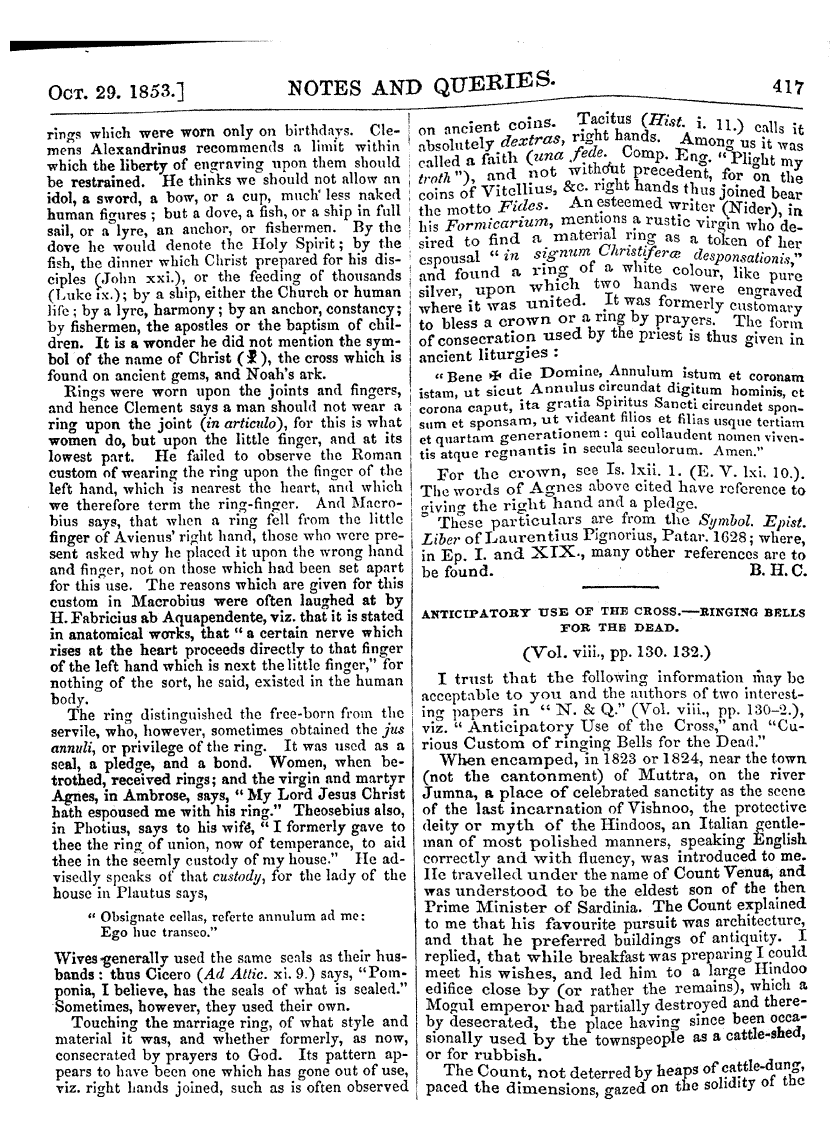 OCT. 29. 1853.] NOTES AND QUERIES. 417
rings which were worn only on birthdays. Cle-
mens Alexandrinus recommends a limit within
which the liberty of engraving upon them should
be restrained. He thinks we should not allow an
idol, a sword, a bow, or a cup, much less naked
human figures ; but a dove, a fish, or a ship in full
sail, or a lyre, an anchor, or fishermen. By the
dove he would denote the Holy Spirit ; by the
fish, the dinner which Christ prepared for his dis-
ciples (John xxi.), or the feeding of thousands
(Luke ix.); by a ship, either the Church or human
life ; by a lyre, harmony ; by an anchor, constancy;
by fishermen, the apostles or the baptism of chil-
dren. It is a wonder he did not mention the sym-
bol of the name of Christ (☧), the cross which is
found on ancient gems, and Noah's ark.
Rings were worn upon the joints and fingers,
and hence Clement says a man should not wear a
ring upon the joint (in articulo), for this is what
women do, but upon the little finger, and at its
lowest part. He failed to observe the Roman
custom of wearing the ring upon the finger of the
left hand, which is nearest the heart, and which
we therefore term the ring-finger. And Macro-
bius says, that when a ring fell from the little
finger of Avienus' right hand, those who were pre-
sent asked why he placed it upon the wrong hand
and finger, not on those which had been set apart
for this use. The reasons which are given for this
custom in Macrobius were often laughed at by
H. Fabricius ab Aquapendente, viz. that it is stated
in anatomical works, that " a certain nerve which
rises at the heart proceeds directly to that finger
of the left hand which is next the little finger," for
nothing of the sort, he said, existed in the human
body.
The ring distinguished the free-born from the
servile, who, however, sometimes obtained the jus
annuli, or privilege of the ring. It was used as a
seal, a pledge, and a bond. Women, when be-
trothed, received rings; and the virgin and martyr
Agnes, in Ambrose, says, " My Lord Jesus Christ
hath espoused me with his ring." Theosebius also,
in Photius, says to his wife, " I formerly gave to
thee the ring of union, now of temperance, to aid
thee in the seemly custody of my house." He ad-
visedly speaks of that custody, for the lady of the
house in Plautus says,
" Obsignate cellas, referte annulum ad me:
Ego huc transeo."
Wives generally used the same seals as their hus-
bands : thus Cicero (Ad Attic. xi. 9.) says, "Pom-
ponia, I believe, has the seals of what is sealed."
Sometimes, however, they used their own.
Touching the marriage ring, of what style and
material it was, and whether formerly, as now,
consecrated by prayers to God. Its pattern ap-
pears to have been one which has gone out of use,
viz. right hands joined, such as is often observed
on ancient coins. Tacitus (Hist. i. 11.) calls it
absolutely dextras, right hands. Among us it was
called a faith (una fede. Comp. Eng. " Plight my
troth"), and not without precedent, for on the
coins of Vitellius, &c. right hands thus joined bear
the motto Fides. An esteemed writer (Nider), in
his Formicarium, mentions a rustic virgin who de-
sired to find a material ring as a token of her
espousal " in signum Christiferæ desponsationis,"
and found a ring of a white colour, like pure
silver, upon which two hands were engraved
where it was united. It was formerly customary
to bless a crown or a ring by prayers. The form
of consecration used by the priest is thus given in
ancient liturgies :
" Bene ✠ die Domine, Annulum istum et coronam
istam, ut sicut Annulus circundat digitum hominis, et
corona caput, ita gratia Spiritus Sancti circundet spon-
sum et sponsam, ut videant filios et filias usque tertiam
et quartam generationem : qui collaudent nomen viven-
tis atque regnantis in secula seculorum. Amen."
For the crown, see Is. lxii. 1. (E. V. lxi. 10.).
The words of Agnes above cited have reference to
giving the right hand and a pledge.
These particulars are from the Symbol. Epist.
Liber of Laurentius Pignorius, Patar. 1628; where,
in Ep. I. and XIX., many other references are to
be found. B. H. C.
ANTICIPATORY USE OF THE CROSS.—RINGING BELLS
FOR THE DEAD.
(Vol. viii., pp. 130. 132.)
I trust that the following information may be
acceptable to you and the authors of two interest-
ing papers in " N. & Q." (Vol. viii., pp. 130-2.),
viz. " Anticipatory Use of the Cross," and "Cu-
rious Custom of ringing Bells for the Dead."
When encamped, in 1823 or 1824, near the town
(not the cantonment) of Muttra, on the river
Jumna, a place of celebrated sanctity as the scene
of the last incarnation of Vishnoo, the protective
deity or myth of the Hindoos, an Italian gentle-
man of most polished manners, speaking English
correctly and with fluency, was introduced to me.
He travelled under the name of Count Venua, and
was understood to be the eldest son of the then
Prime Minister of Sardinia. The Count explained
to me that his favourite pursuit was architecture,
and that he preferred buildings of antiquity. I
replied, that while breakfast was preparing I could
meet his wishes, and led him to a large Hindoo
edifice close by (or rather the remains), which a
Mogul emperor had partially destroyed and there-
by desecrated, the place having since been occa-
sionally used by the townspeople as a cattle-shed,
or for rubbish.
The Count, not deterred by heaps of cattle-dung,
paced the dimensions, gazed on the solidity of the